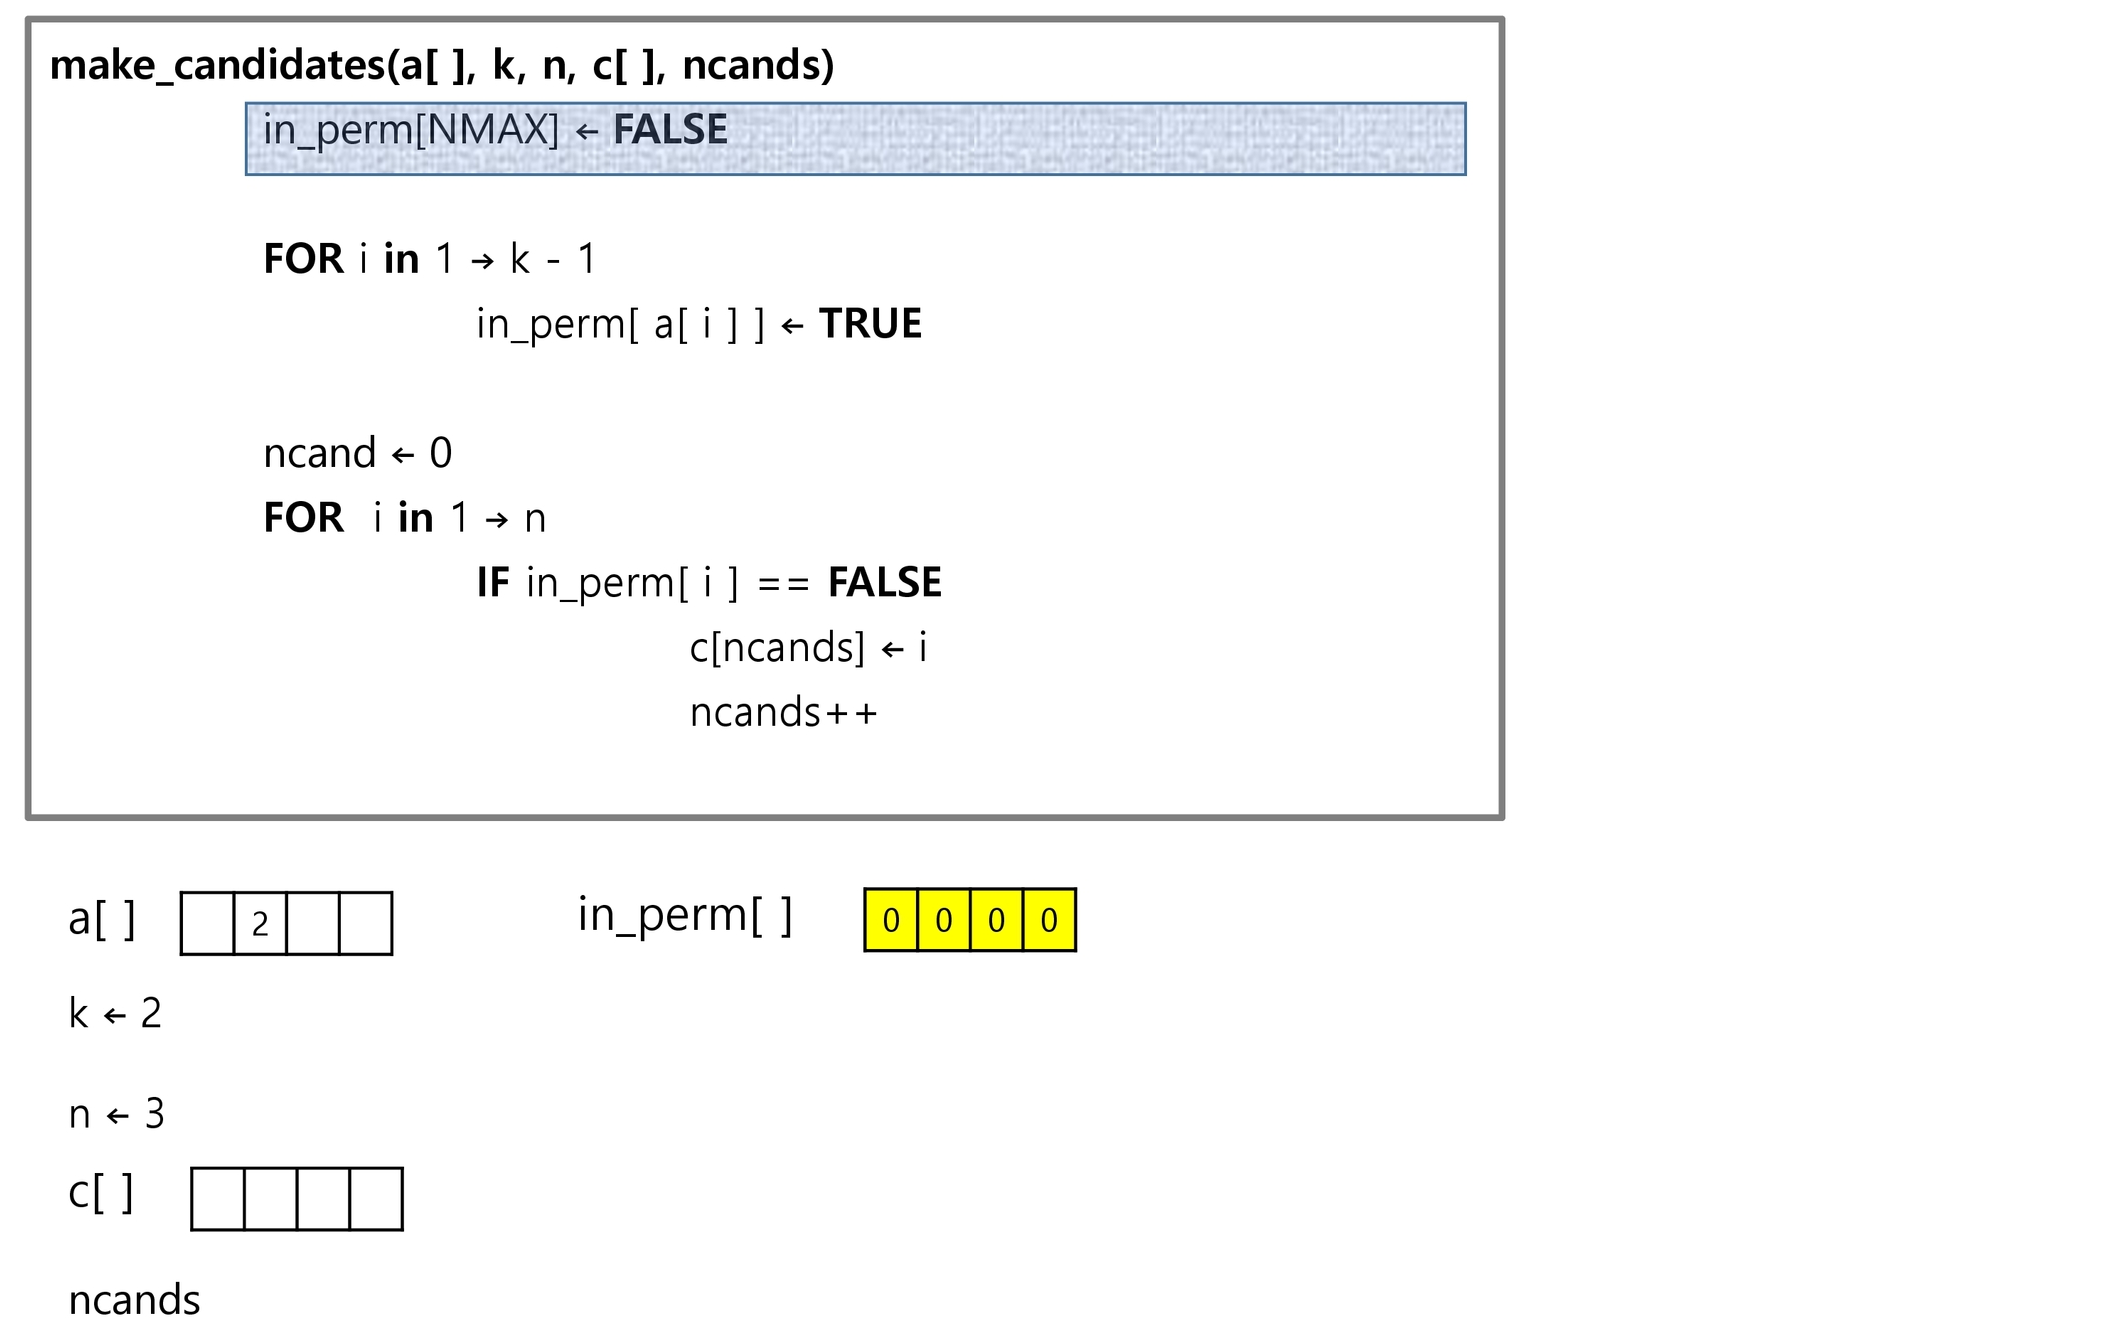 make_candidates(a[ ], k, n, c[ ], ncands)
in_perm[NMAX] ← FALSE
FOR i in 1 → k - 1
in_perm[ a[ i ] ] ← TRUE
ncand ← 0
FOR  i in 1 → n
IF in_perm[ i ] == FALSE
c[ncands] ← i
ncands++
a[ ] 2
in_perm[ ] 0 0 0 0
k ← 2
n ← 3
c[ ]
ncands